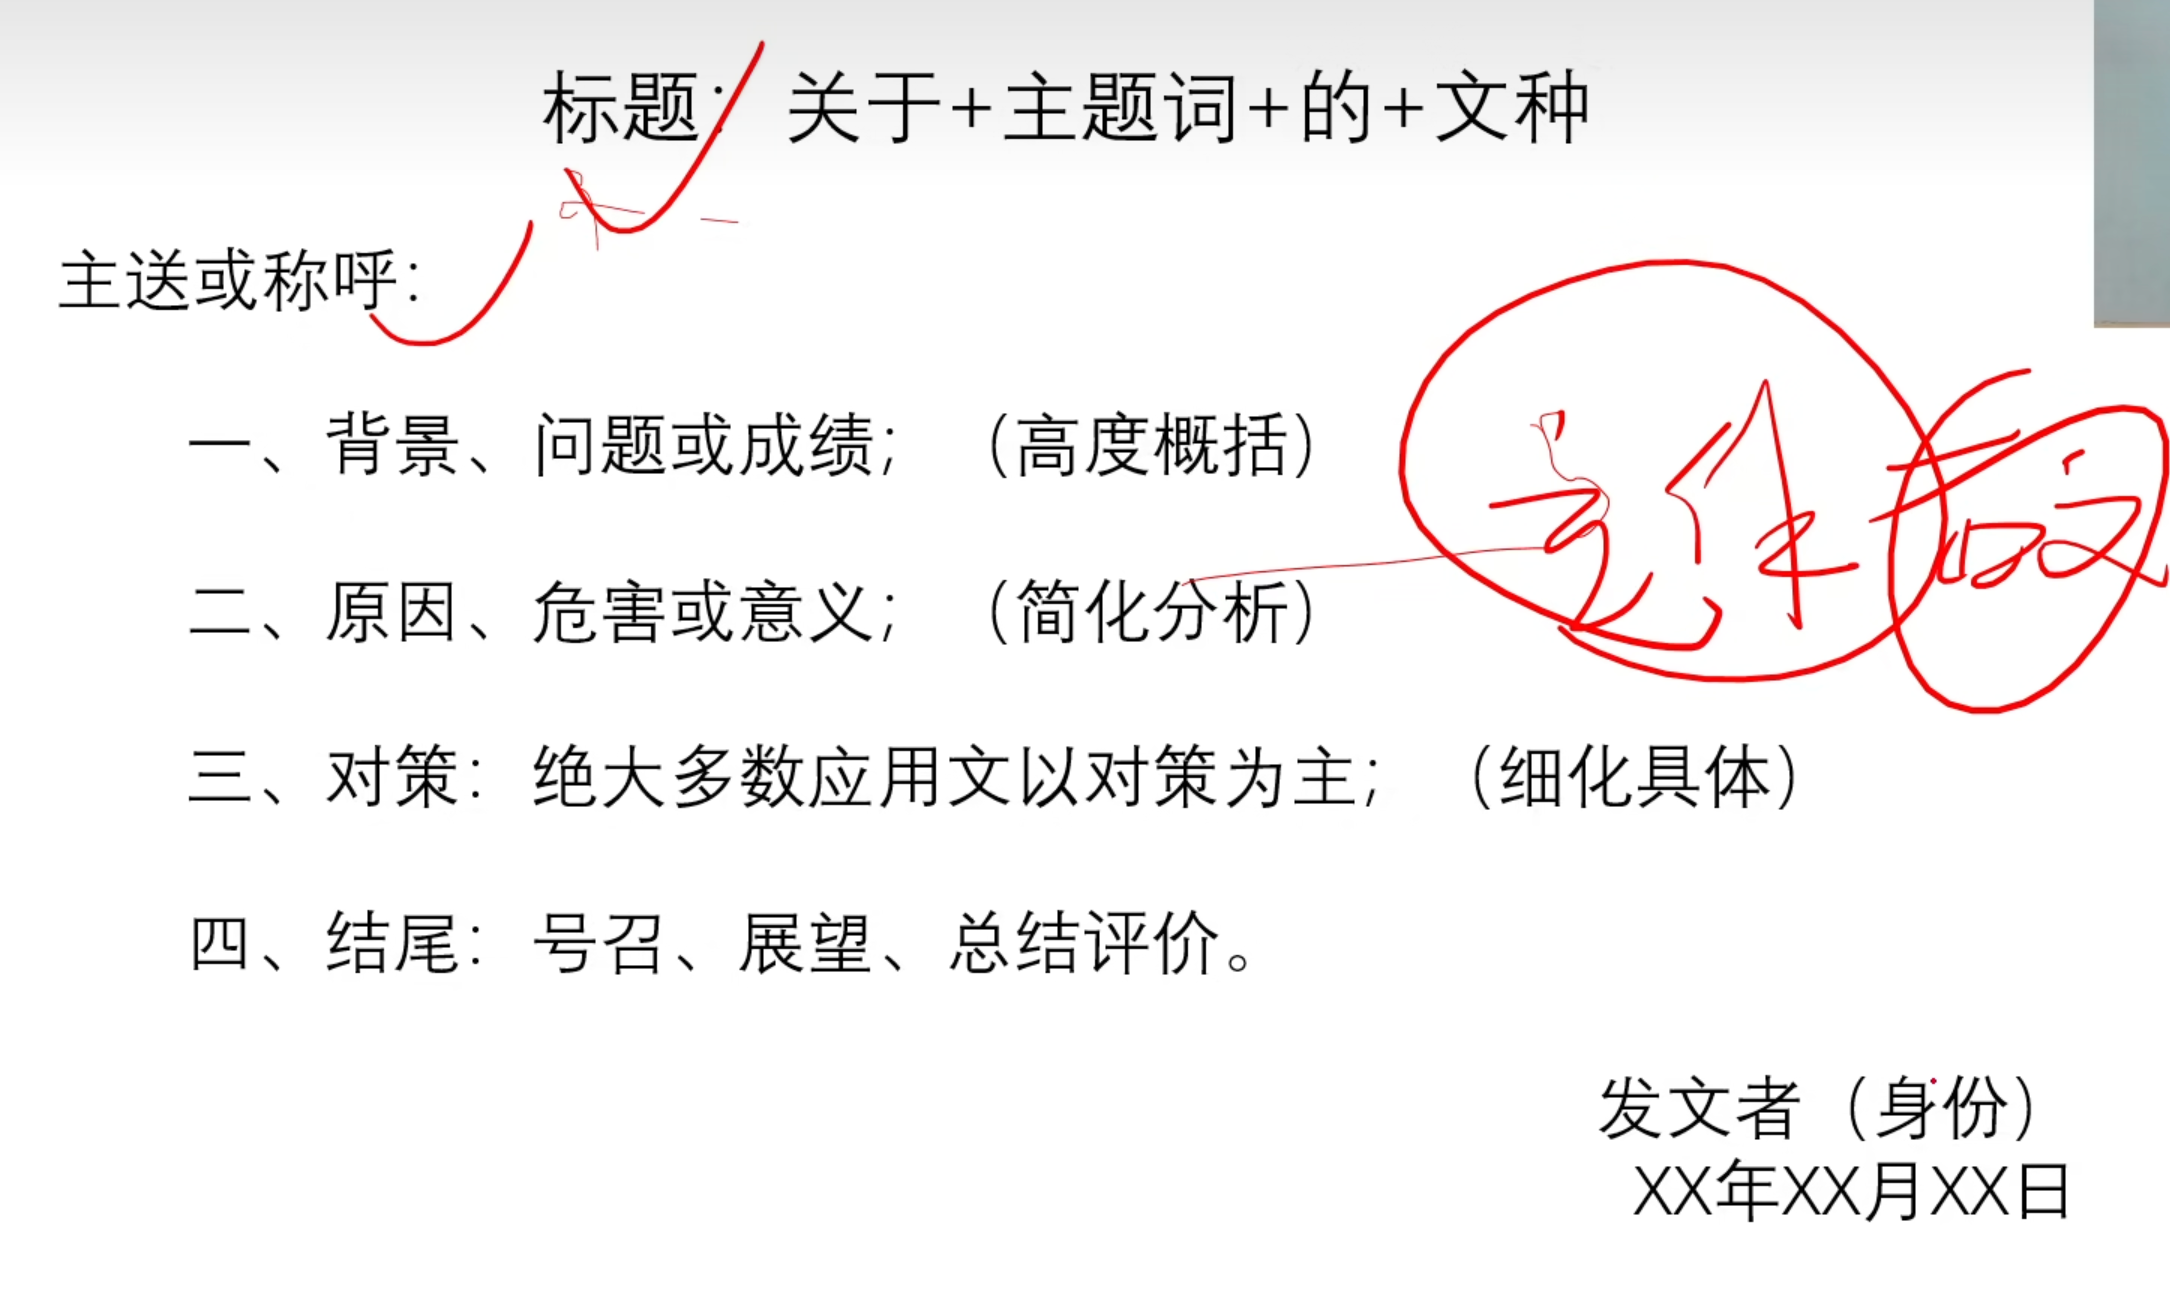 标题：关于+主题词+的+文种
主送或称呼：
一、背景、问题或成绩；（高度概括）
二、原因、危害或意义；（简化分析）
三、对策：绝大多数应用文以对策为主；（细化具体）
四、结尾：号召、展望、总结评价。
发文者（身份）
XX年XX月XX日